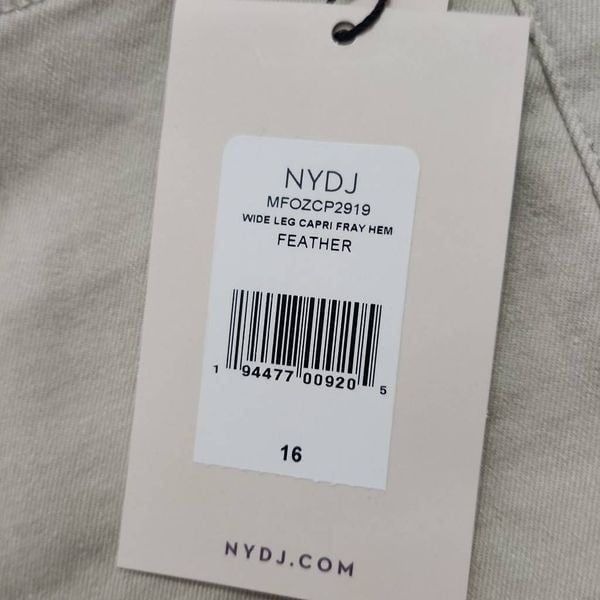 NYDJ
MFOZCP2919
WIDE LEG CAPRI FRAY HEM
FEATHER
1 94477 00920 5
16
NYDJ.COM